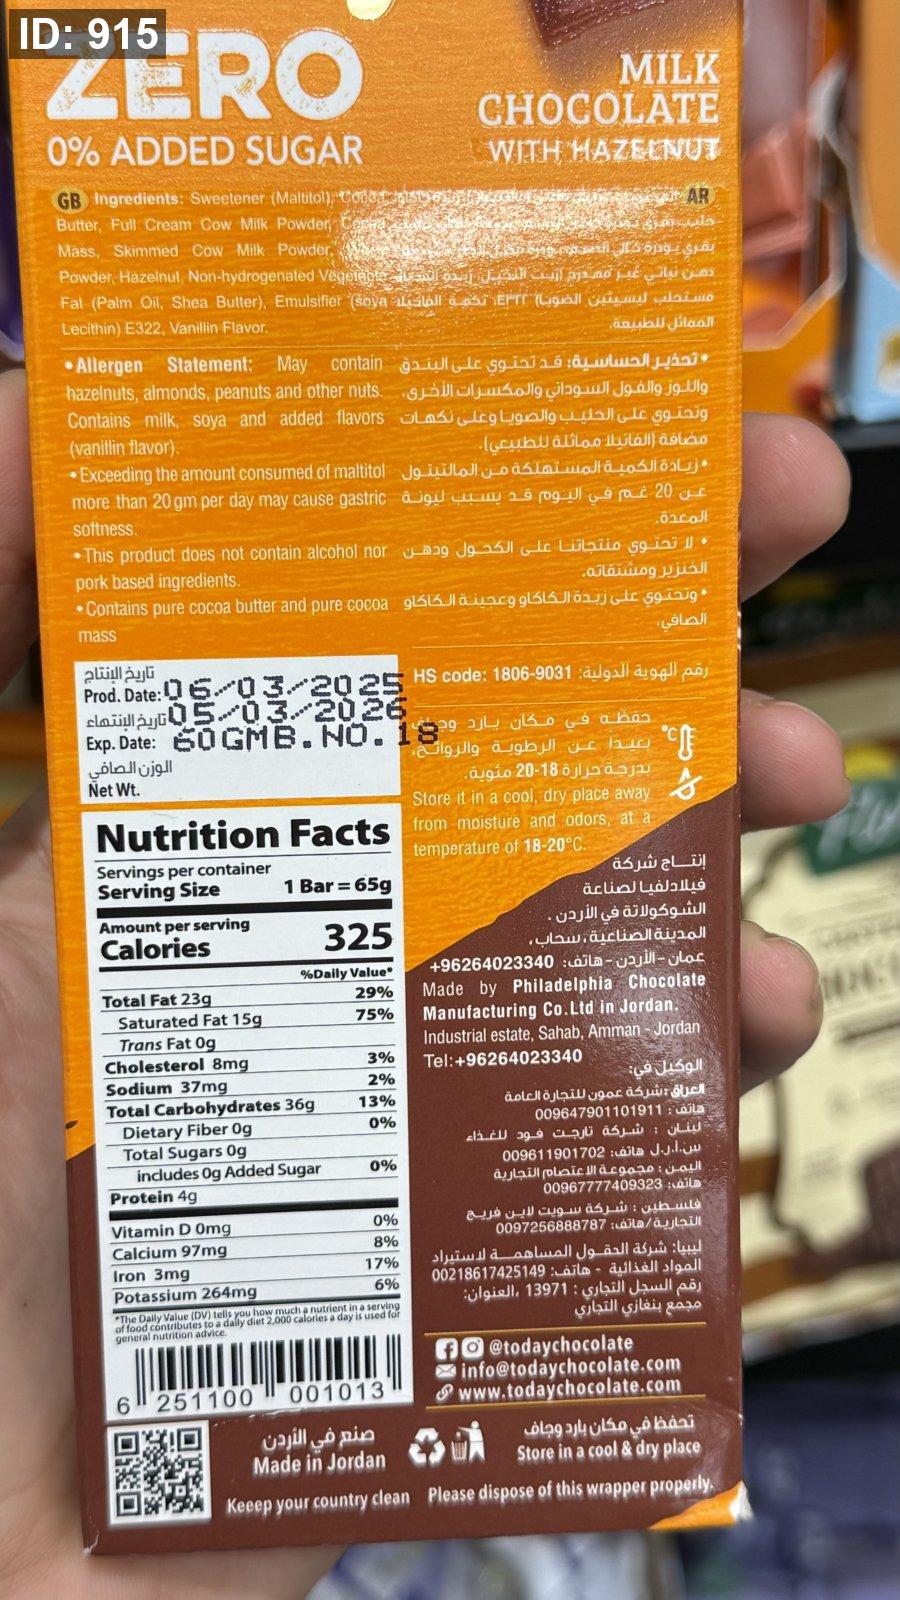 ID: 915
ZERO
0% ADDED SUGAR
MILK
CHOCOLATE
WITH HAZELNUT
GB Ingredients: Sweetener (Maltitol),
Butter, Full Cream Cow Milk Powder,
Mass, Skimmed Cow Milk Powder,
Powder, Hazelnut, Non-hydrogenated Vegetable
Fat (Palm Oil, Shea Butter), Emulsifier (soya
Lecithin) E322, Vanillin Flavor.
AR
دهن نباتي غير مهدرج (زيت النخيل، زبدة
مستحلب ليسيثين الصويا) E٣٢٢، نكهة الفانيلا
المماثل للطبيعة.
•Allergen Statement: May contain
hazelnuts, almonds, peanuts and other nuts.
Contains milk, soya and added flavors
(vanillin flavor).
•Exceeding the amount consumed of maltitol
more than 20 gm per day may cause gastric
softness.
•This product does not contain alcohol nor
pork based ingredients.
•Contains pure cocoa butter and pure cocoa
mass
•تحذير الحساسية: قد تحتوي على البندق
واللوز والفول السوداني والمكسرات الأخرى.
وتحتوي على الحليب والصويا وعلى نكهات
مضافة (الفانيلا مماثلة للطبيعي).
•زيادة الكمية المستهلكة من المالتيتول
عن 20 غم في اليوم قد يسبب ليونة
المعدة.
•لا تحتوي منتجاتنا على الكحول ودهن
الخنزير ومشتقاته.
•وتحتوي على زبدة الكاكاو وعجينة الكاكاو
الصافي.
تاريخ الإنتاج
Prod. Date: 06/03/2025
تاريخ الإنتهاء 05/03/2026
Exp. Date: 60GMB.NO.18
الوزن الصافي
Net Wt.
HS code: 1806-9031 رقم الهوية الدولية:
حفظه في مكان بارد وجاف
بعيداً عن الرطوبة والروائح،
بدرجة حرارة 18-20 مئوية.
°C
Store it in a cool, dry place away
from moisture and odors, at a
temperature of 18-20°C.
Nutrition Facts
Servings per container
Serving Size 1 Bar = 65g
Amount per serving
Calories 325
%Daily Value*
Total Fat 23g 29%
Saturated Fat 15g 75%
Trans Fat 0g
Cholesterol 8mg 3%
Sodium 37mg 2%
Total Carbohydrates 36g 13%
Dietary Fiber 0g 0%
Total Sugars 0g
includes 0g Added Sugar 0%
Protein 4g
Vitamin D 0mg 0%
Calcium 97mg 8%
Iron 3mg 17%
Potassium 264mg 6%
*The Daily Value (DV) tells you how much a nutrient in a serving
of food contributes to a daily diet 2,000 calories a day is used for
general nutrition advice.
6 251100 001013
إنتــاج شركة
فيلادلفيا لصناعة
الشوكولاتة في الأردن .
المدينة الصناعية، سحاب،
عمان - الأردن - هاتف: 96264023340+
Made by Philadelphia Chocolate
Manufacturing Co.Ltd in Jordan.
Industrial estate, Sahab, Amman - Jordan
Tel:+96264023340
الوكيل في:
العراق: شركة عمون للتجارة العامة
هاتف: 009647901101911
لبنان : شركة تارجت فود للغذاء
س.أ.ر.ل هاتف: 009611901702
اليمن : مجموعة الاعتصام التجارية
هاتف: 00967777409323
فلسطين : شركة سويت لاين فريج
التجارية/هاتف: 0097256888787
ليبيا: شركة الحقول المساهمة لاستيراد
المواد الغذائية - هاتف: 00218617425149
رقم السجل التجاري : 13971 ،العنوان:
مجمع بنغازي التجاري
@todaychocolate
info@todaychocolate.com
www.todaychocolate.com
صنع في الأردن
Made in Jordan
تحفظ في مكان بارد وجاف
Store in a cool & dry place
Keeep your country clean Please dispose of this wrapper properly.